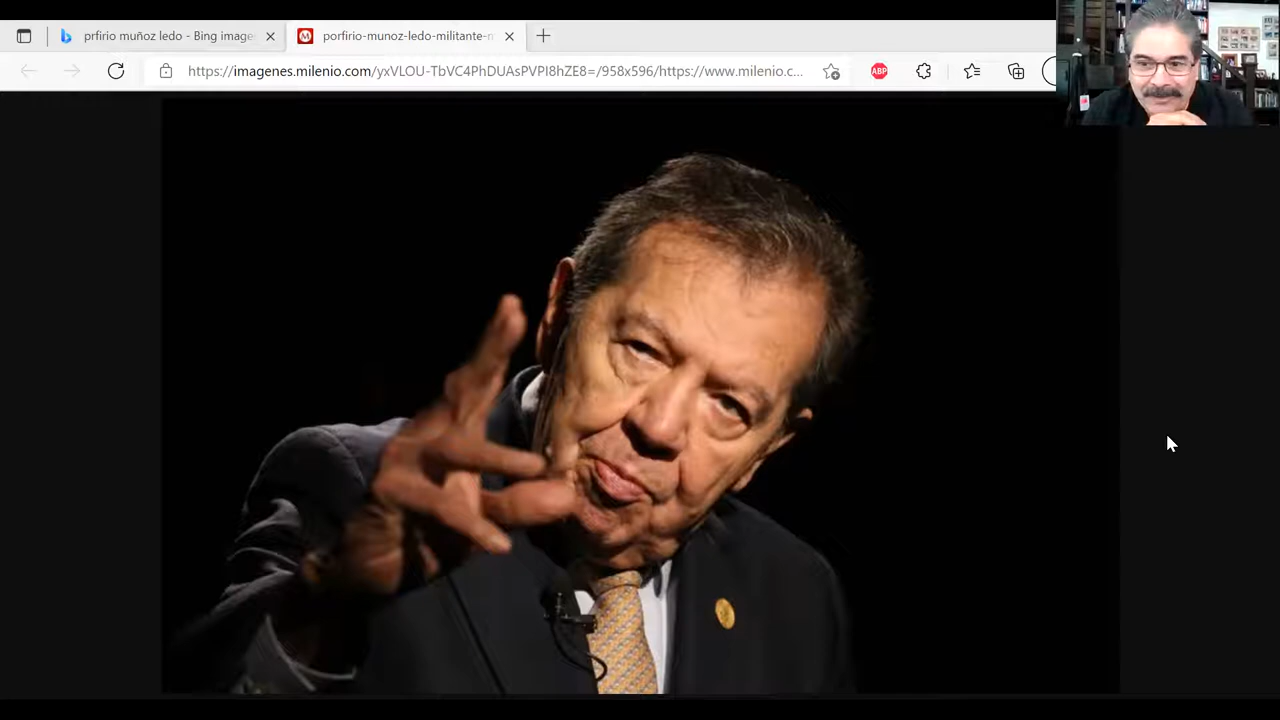 prfirio muñoz ledo - Bing image
porfirio-munoz-ledo-militante-n
https://imagenes.milenio.com/yxVLOU-TbVC4PhDUAsPVPI8hZE8=/958x596/https://www.milenio.c...
ABP